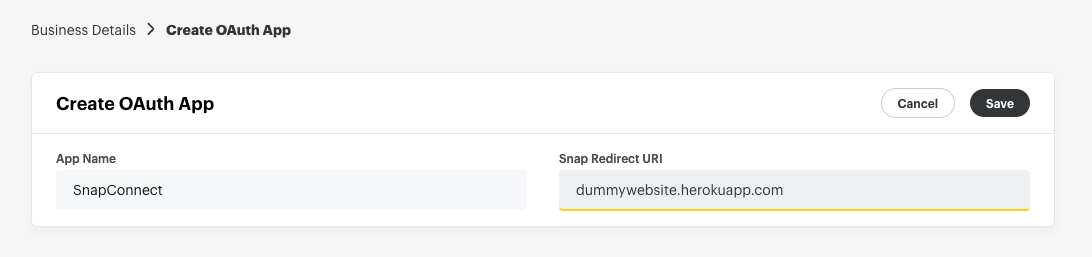 Business Details > Create OAuth App
Create OAuth App
Cancel
Save
App Name
Snap Redirect URI
SnapConnect
dummywebsite.herokuapp.com